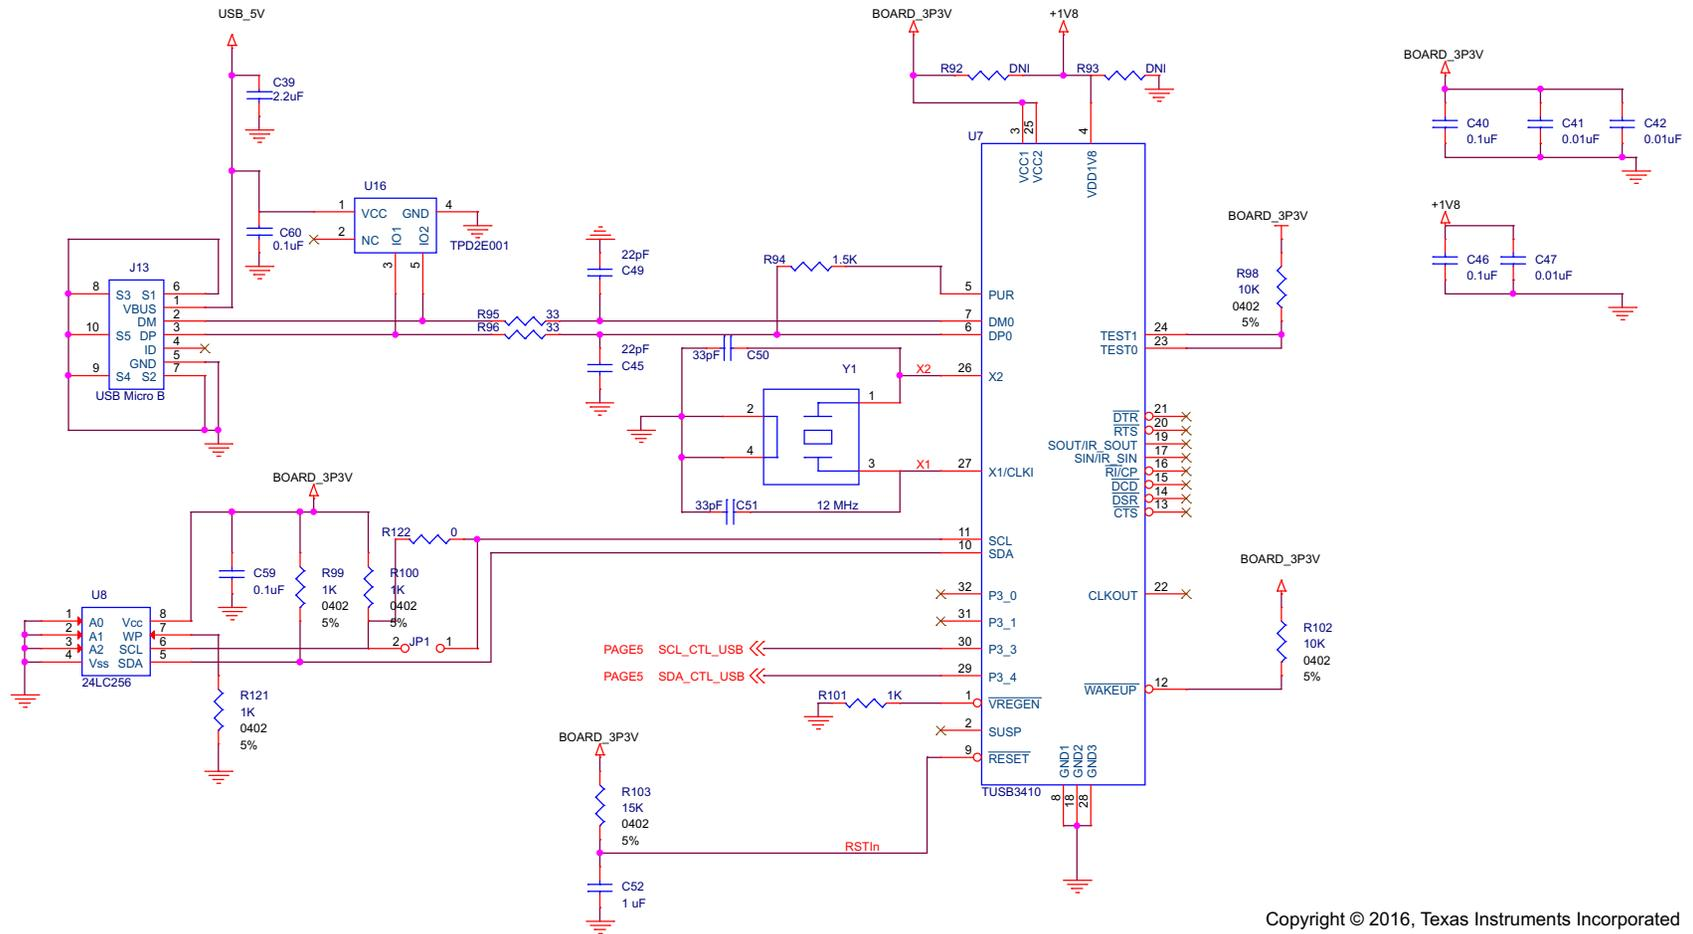 USB_5V
C39
2.2uF
C60
0.1uF
U16
1
VCC
GND
4
2
NC
IO1
IO2
3
5
TPD2E001
J13
8
S3
S1
6
VBUS
1
DM
2
10
S5
DP
3
ID
4
GND
5
9
S4
S2
7
USB Micro B
22pF
C49
R95
33
R96
33
22pF
C45
R94
1.5K
33pF
C50
Y1
2
1
4
3
33pF
C51
12 MHz
X2
X1
BOARD_3P3V
+1V8
R92
DNI
R93
DNI
U7
3
25
4
VCC1
VCC2
VDD1V8
5
PUR
7
DM0
6
DP0
26
X2
27
X1/CLKI
11
SCL
10
SDA
32
P3_0
31
P3_1
30
P3_3
29
P3_4
1
VREGEN
2
SUSP
9
RESET
TEST1
24
TEST0
23
DTR
21
RTS
20
SOUT/IR_SOUT
19
SIN/IR_SIN
17
RI/CP
16
DCD
15
DSR
14
CTS
13
CLKOUT
22
WAKEUP
12
GND1
GND2
GND3
8
18
28
TUSB3410
BOARD_3P3V
R98
10K
0402
5%
BOARD_3P3V
R102
10K
0402
5%
BOARD_3P3V
C40
0.1uF
C41
0.01uF
C42
0.01uF
+1V8
C46
0.1uF
C47
0.01uF
BOARD_3P3V
C59
0.1uF
R99
1K
0402
5%
R100
1K
0402
5%
R122
0
U8
1
A0
Vcc
8
2
A1
WP
7
3
A2
SCL
6
4
Vss
SDA
5
24LC256
2
JP1
1
R121
1K
0402
5%
PAGE5
SCL_CTL_USB
PAGE5
SDA_CTL_USB
R101
1K
BOARD_3P3V
R103
15K
0402
5%
RSTIn
C52
1 uF
Copyright © 2016, Texas Instruments Incorporated